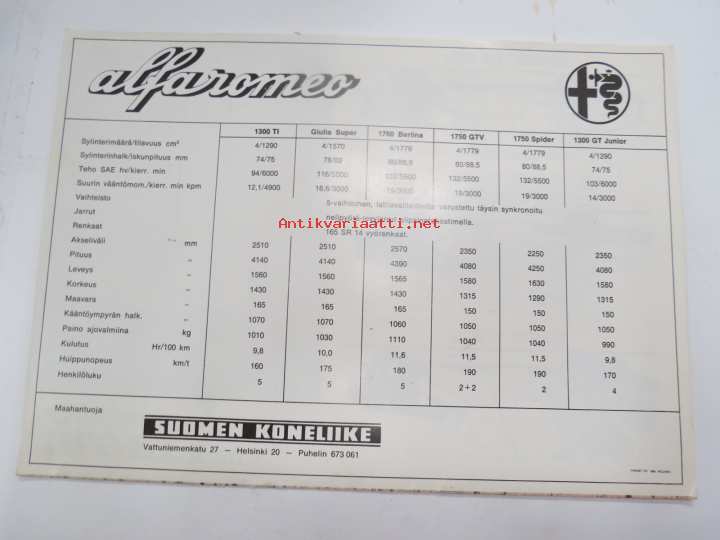 alfaromeo
1300 TI Giulia Super 1750 Berlina 1750 GTV 1750 Spider 1300 GT Junior
Sylinterimäärä/tilavuus cm³ 4/1290 4/1570 4/1779 4/1779 4/1779 4/1290
Sylinterinhalk/iskunpituus mm 74/75 78/82 80/88,5 80/88,5 80/88,5 74/75
Teho SAE hv/kierr. min 94/6000 116/5500 132/5500 132/5500 132/5500 103/6000
Suurin vääntömom./kierr. min kpm 12,1/4900 18,6/3000 19/3000 19/3000 19/3000 14/3000
Vaihteisto 5-vaihteinen, lattiavalitsimella varustettu täysin synkronoitu
Jarrut
Antikvariaatti.net
Renkaat 165 SR 14 vyörenkaat.
Akseliväli mm 2510 2510 2570 2350 2250 2350
Pituus „ 4140 4140 4390 4080 4250 4080
Leveys „ 1560 1560 1565 1580 1630 1580
Korkeus „ 1430 1430 1430 1315 1290 1315
Maavara „ 165 165 165 150 150 150
Kääntöympyrän halk. „ 1070 1070 1060 1050 1050 1050
Paino ajovalmiina kg 1010 1030 1110 1040 1040 990
Kulutus Hr/100 km 9,8 10,0 11,6 11,5 11,5 9,8
Huippunopeus km/t 160 175 180 190 190 170
Henkilöluku 5 5 5 2+2 2 4
Maahantuoja
SUOMEN KONELIIKE
Vattuniemenkatu 27 — Helsinki 20 — Puhelin 673 061